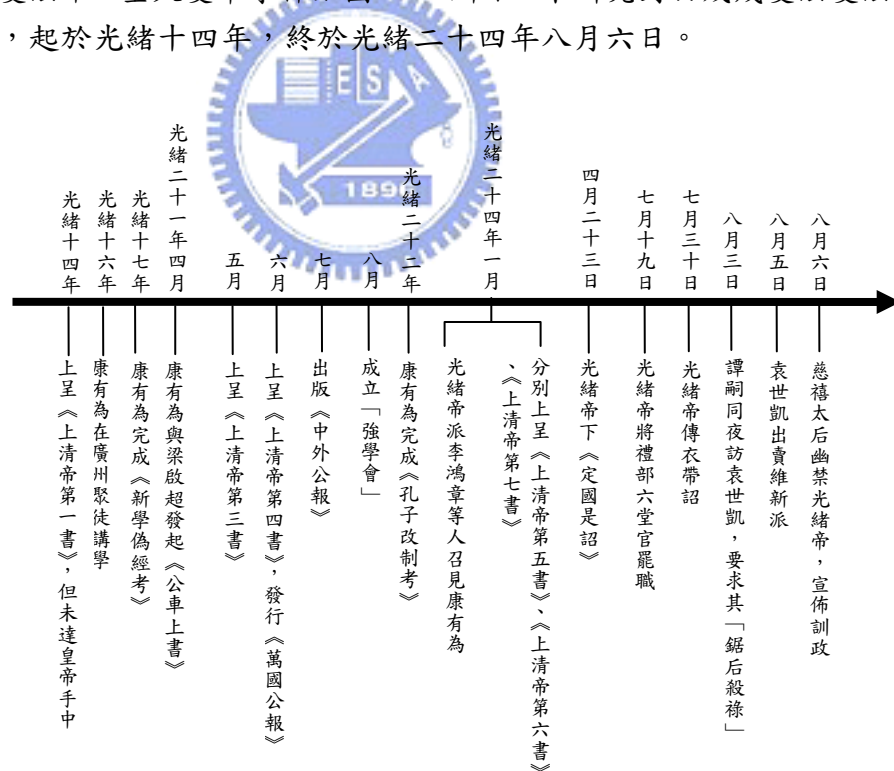 ，起於光緒十四年，終於光緒二十四年八月六日。
ESA
光緒十四年
光緒十六年
光緒十七年
光緒二十一年四月
五月
六月
七月
八月
光緒二十二年
光緒二十四年一月
四月二十三日
七月十九日
七月三十日
八月三日
八月五日
八月六日
上呈《上清帝第一書》，但未達皇帝手中
康有為在廣州聚徒講學
康有為完成《新學偽經考》
康有為與梁啟超發起《公車上書》
上呈《上清帝第三書》
上呈《上清帝第四書》，發行《萬國公報》
出版《中外公報》
成立「強學會」
康有為完成《孔子改制考》
光緒帝派李鴻章等人召見康有為
分別上呈《上清帝第五書》、《上清帝第六書》
、《上清帝第七書》
光緒帝下《定國是詔》
光緒帝將禮部六堂官罷職
光緒帝傳衣帶詔
譚嗣同夜訪袁世凱，要求其「錮后殺祿」
袁世凱出賣維新派
慈禧太后幽禁光緒帝，宣佈訓政